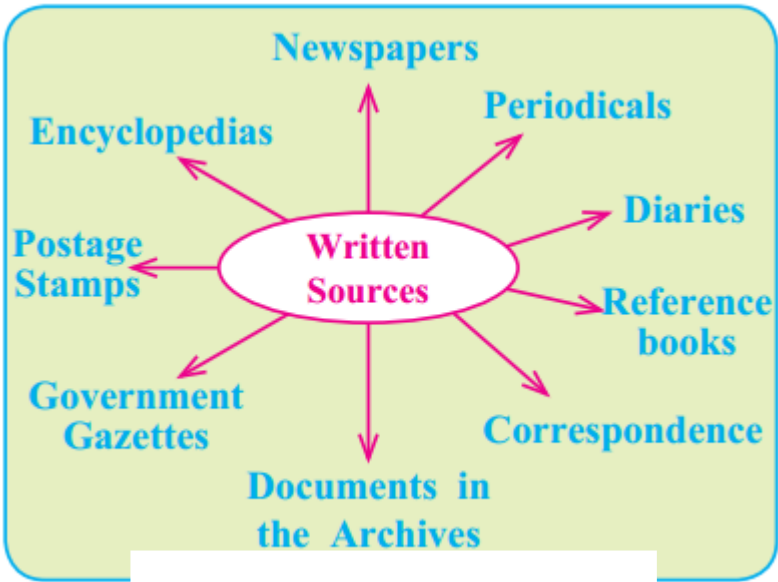 Newspapers
Periodicals
Encyclopedias
Diaries
Postage
Stamps
Written
Sources
Reference
books
Government
Gazettes
Correspondence
Documents in
the Archives